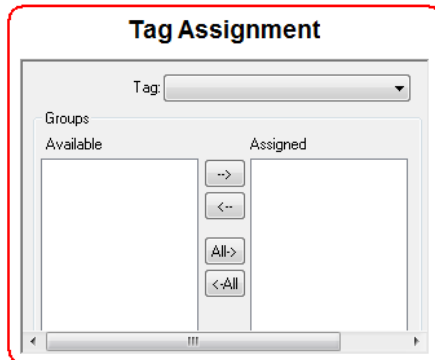 Tag Assignment
Tag:
Groups
Available
Assigned
-->
<--
All->
<-All